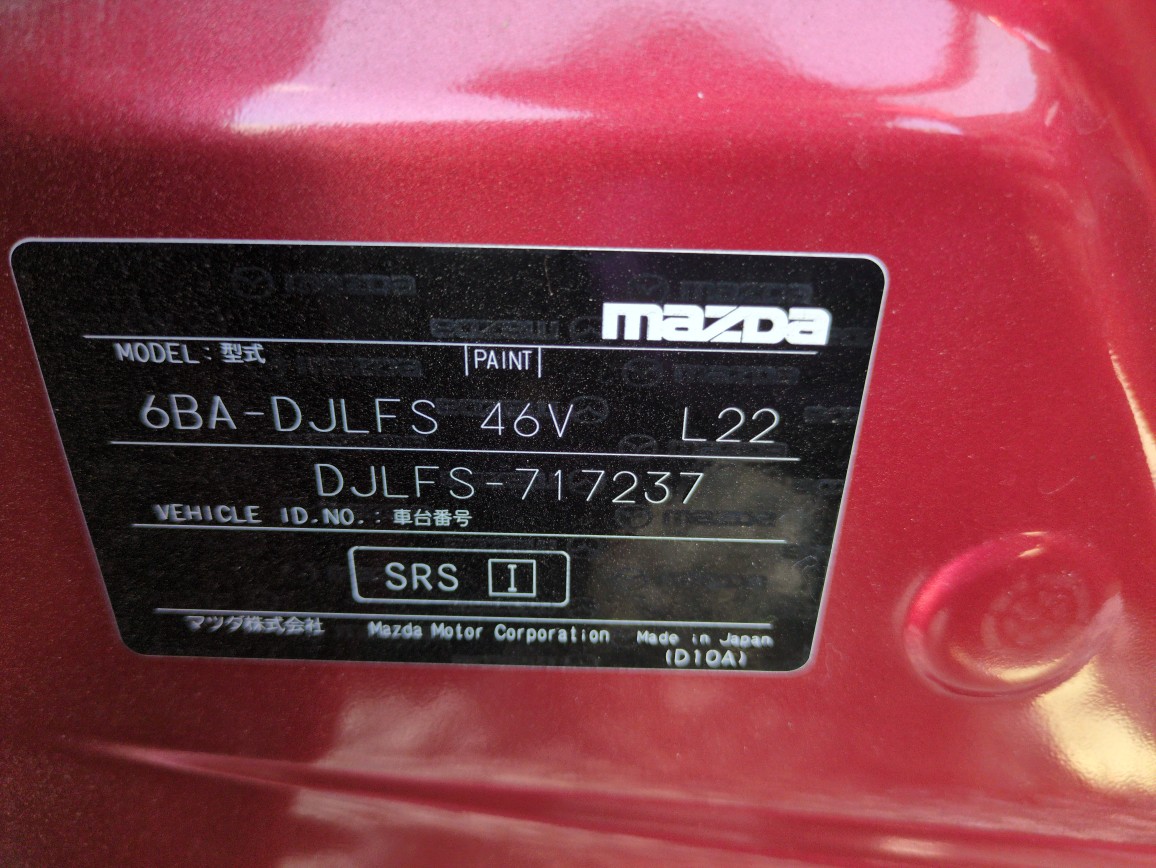 mazda
MODEL : 型式 |PAINT|
6BA-DJLFS 46V L22
DJLFS-717237
VEHICLE ID.NO. : 車台番号
SRS I
マツダ株式会社 Mazda Motor Corporation Made in Japan
(D10A)